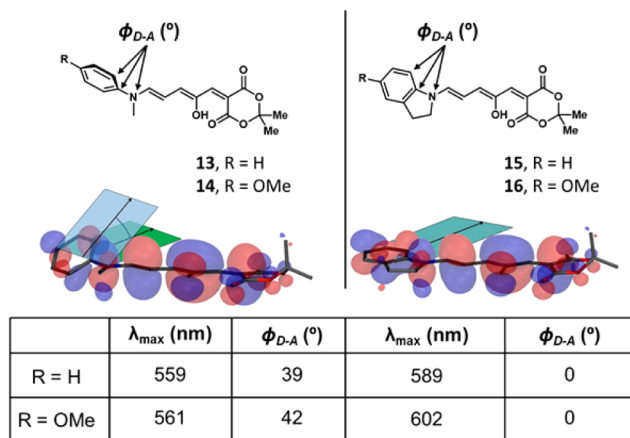 ϕD-A (º)
R
N
OH
O
O
O
O
Me
Me
13, R = H
14, R = OMe
ϕD-A (º)
R
N
OH
O
O
O
O
Me
Me
15, R = H
16, R = OMe
λmax (nm) ϕD-A (º) λmax (nm) ϕD-A (º)
R = H 559 39 589 0
R = OMe 561 42 602 0